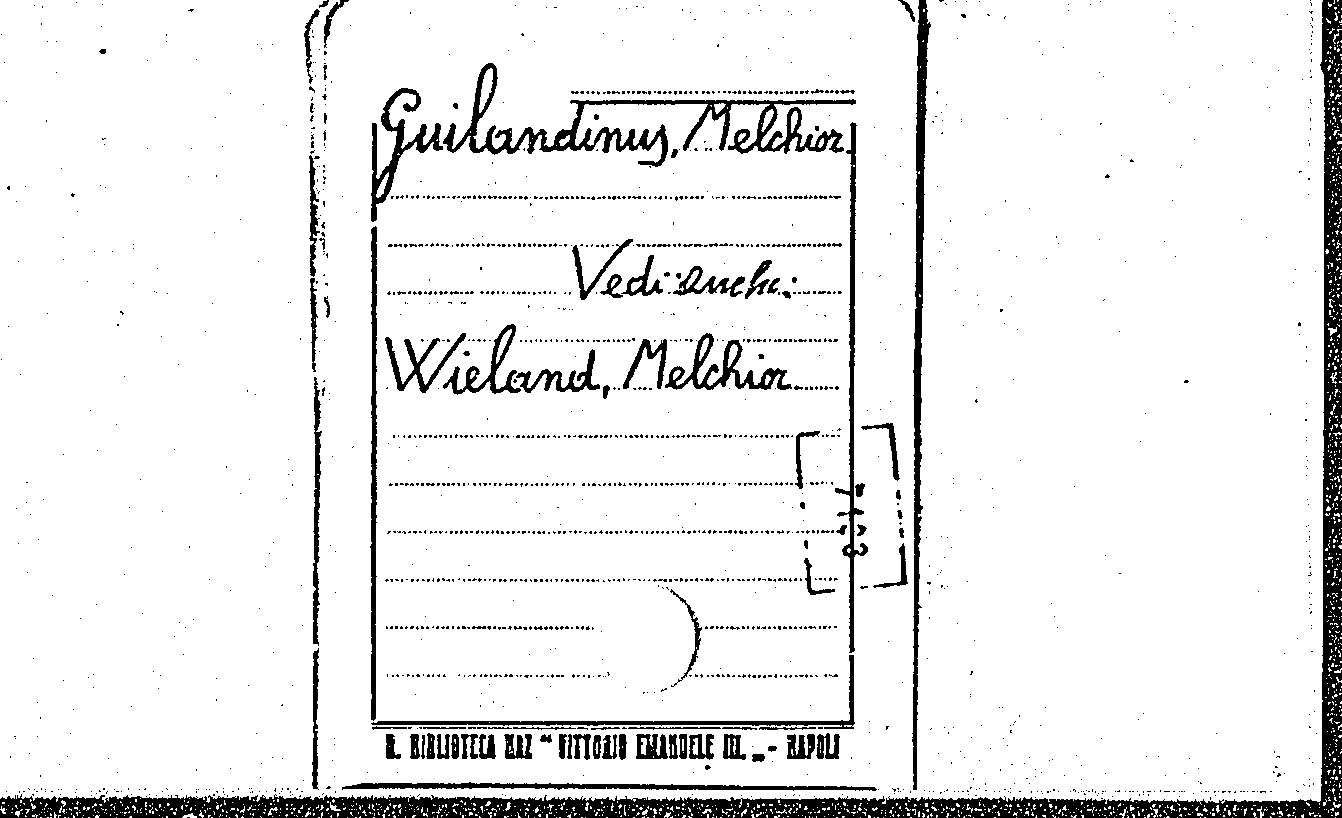 Guilandinus, Melchior.
Vedi anche:
Wieland, Melchior
R. BIBLIOTECA NAZ “ VITTORIO EMANUELE III. „ - NAPOLI